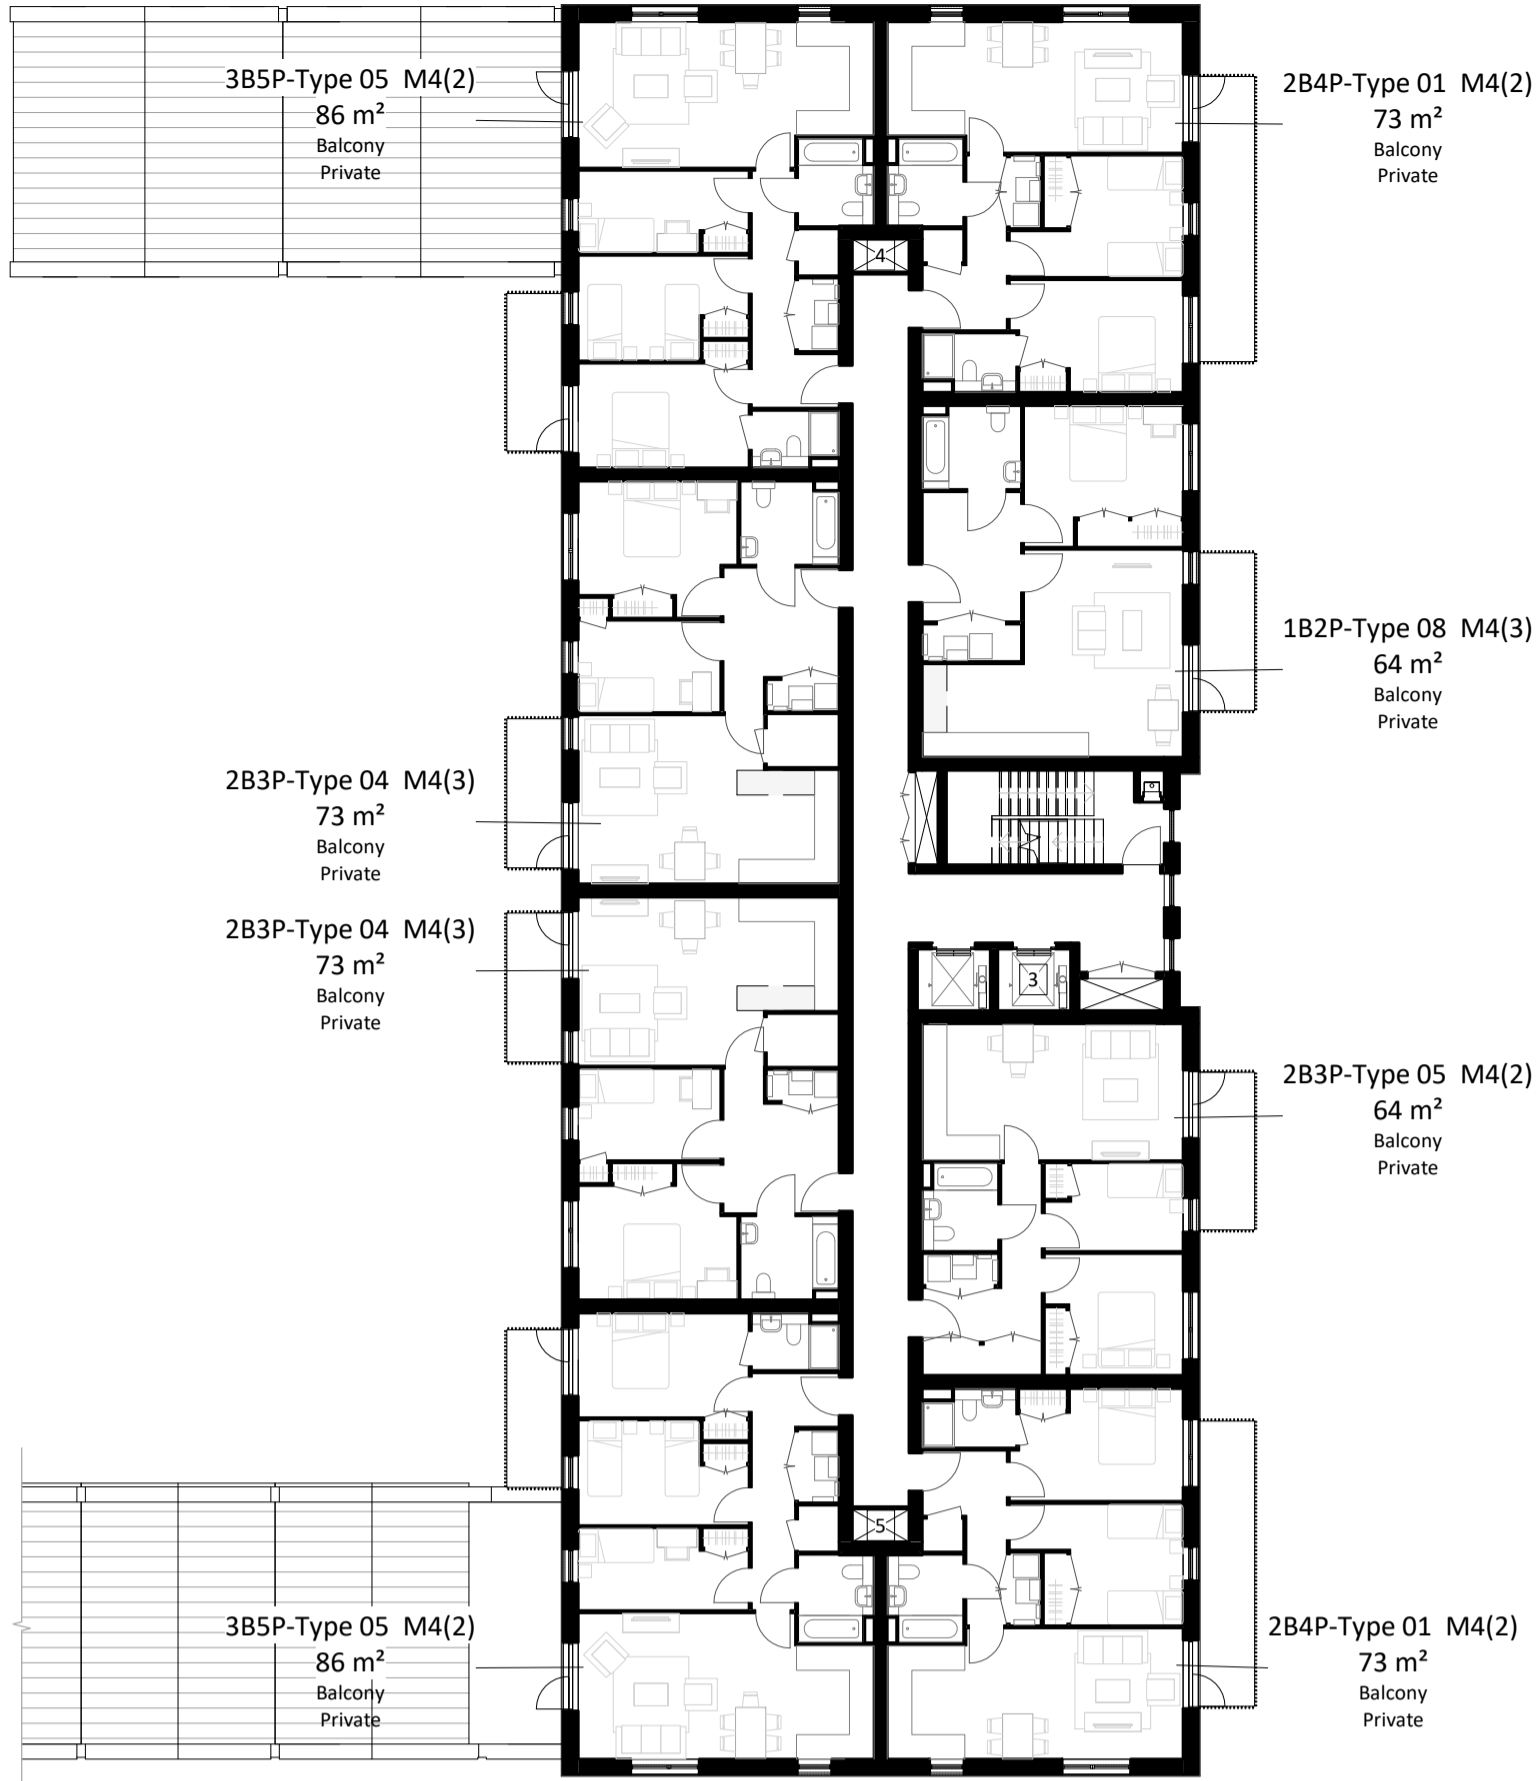 3B5P-Type 05 M4(2)
86 m²
Balcony
Private
2B4P-Type 01 M4(2)
73 m²
Balcony
Private
4
1B2P-Type 08 M4(3)
64 m²
Balcony
Private
2B3P-Type 04 M4(3)
73 m²
Balcony
Private
2B3P-Type 04 M4(3)
73 m²
Balcony
Private
3
2B3P-Type 05 M4(2)
64 m²
Balcony
Private
5
3B5P-Type 05 M4(2)
86 m²
Balcony
Private
2B4P-Type 01 M4(2)
73 m²
Balcony
Private